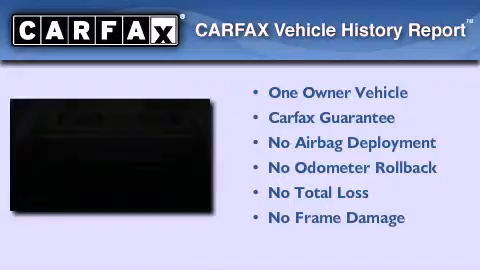 CARFAX® CARFAX Vehicle History Report™
• One Owner Vehicle
• Carfax Guarantee
• No Airbag Deployment
• No Odometer Rollback
• No Total Loss
• No Frame Damage